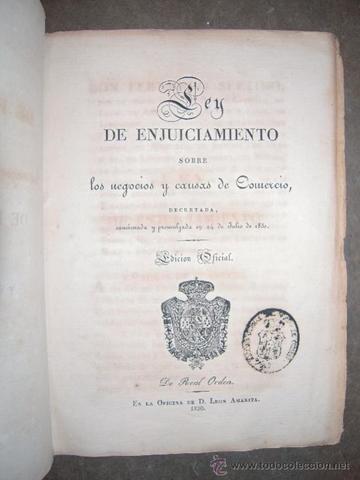 Ley
DE ENJUICIAMIENTO
SOBRE
los negocios y causas de Comercio,
DECRETADA,
sancionada y promulgada en 24 de Julio de 1830.
Edicion Oficial.
De Real Orden.
En la Oficina de D. Leon Amarita.
1830.
todocoleccion
www.todocoleccion.net